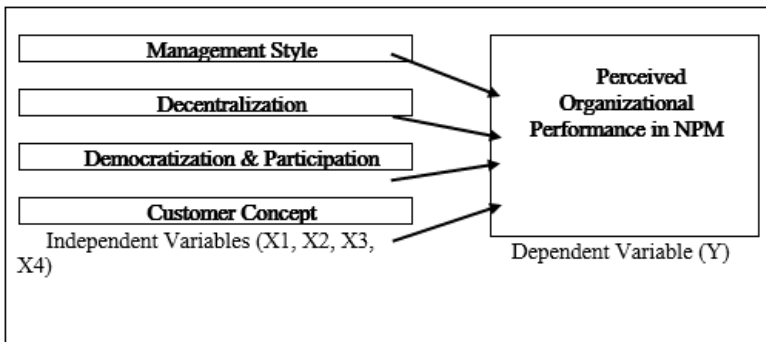 Management Style
Decentralization
Democratization & Participation
Customer Concept
Independent Variables (X1, X2, X3,
X4)
Perceived
Organizational
Performance in NPM
Dependent Variable (Y)